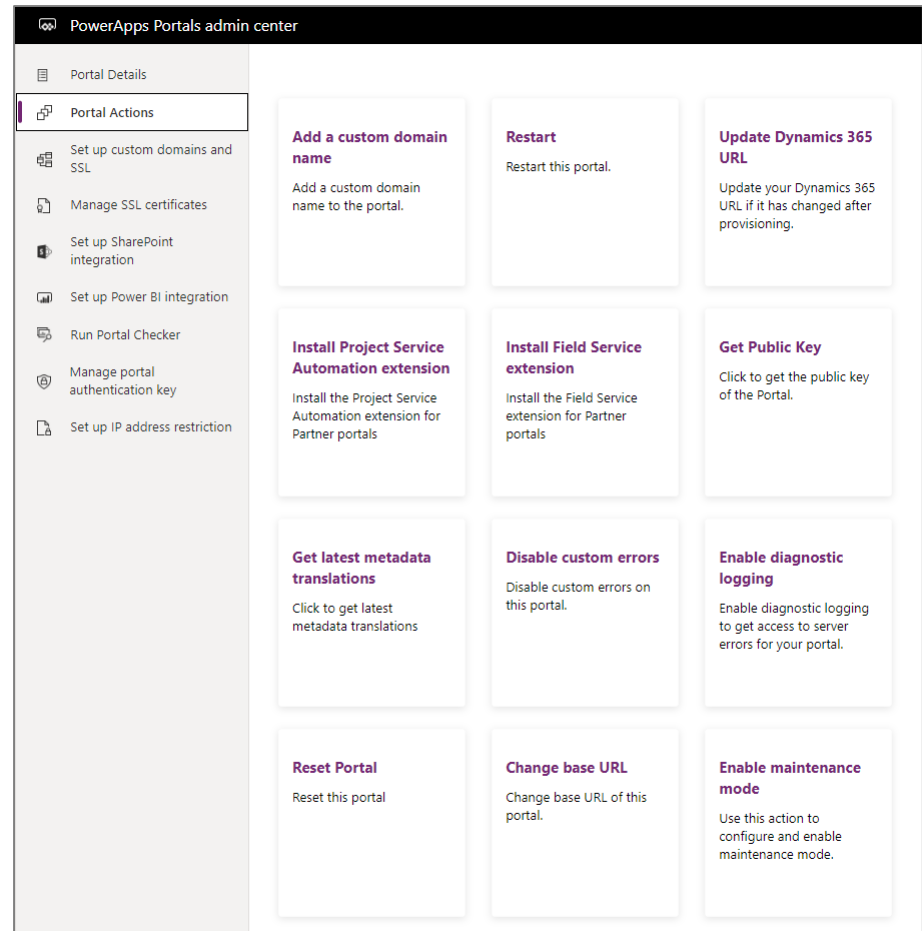 PowerApps Portals admin center
Portal Details
Portal Actions
Set up custom domains and
SSL
Manage SSL certificates
Set up SharePoint
integration
Set up Power BI integration
Run Portal Checker
Manage portal
authentication key
Set up IP address restriction
Add a custom domain
name
Add a custom domain
name to the portal.
Restart
Restart this portal.
Update Dynamics 365
URL
Update your Dynamics 365
URL if it has changed after
provisioning.
Install Project Service
Automation extension
Install the Project Service
Automation extension for
Partner portals
Install Field Service
extension
Install the Field Service
extension for Partner
portals
Get Public Key
Click to get the public key
of the Portal.
Get latest metadata
translations
Click to get latest
metadata translations
Disable custom errors
Disable custom errors on
this portal.
Enable diagnostic
logging
Enable diagnostic logging
to get access to server
errors for your portal.
Reset Portal
Reset this portal
Change base URL
Change base URL of this
portal.
Enable maintenance
mode
Use this action to
configure and enable
maintenance mode.